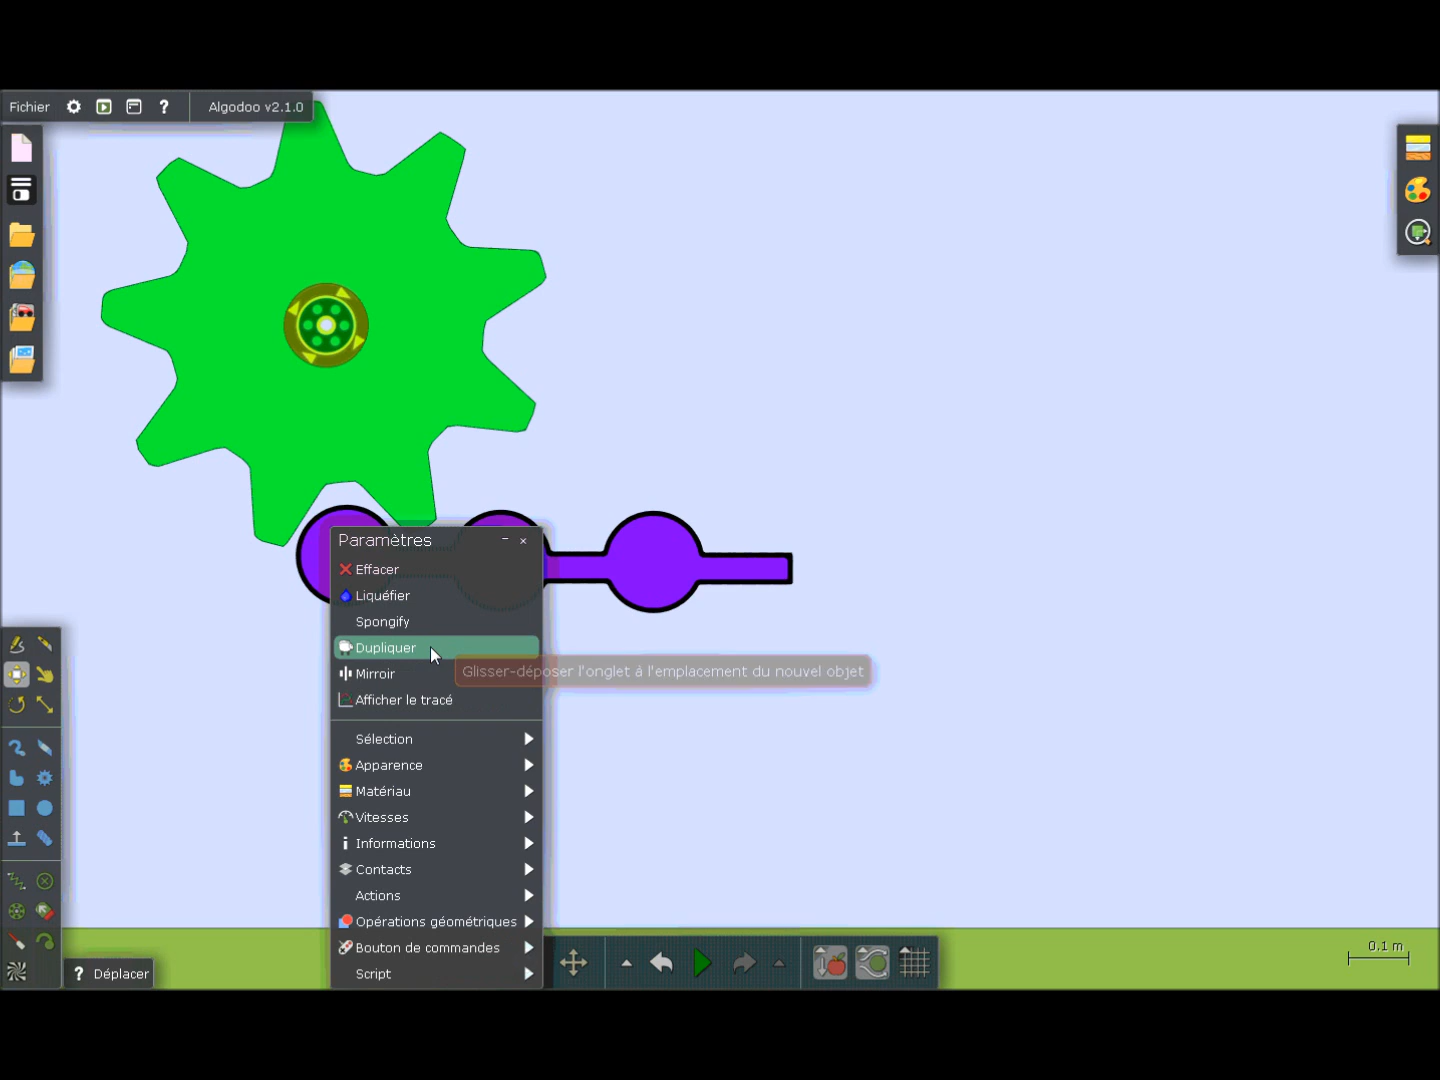 Fichier
?
Algodoo v2.1.0
Paramètres
Effacer
Liquéfier
Spongify
Dupliquer
Glisser-déposer l'onglet à l'emplacement du nouvel objet
Mirroir
Afficher le tracé
Sélection
Apparence
Matériau
Vitesses
Informations
Contacts
Actions
Opérations géométriques
Bouton de commandes
Script
? Déplacer
0.1 m